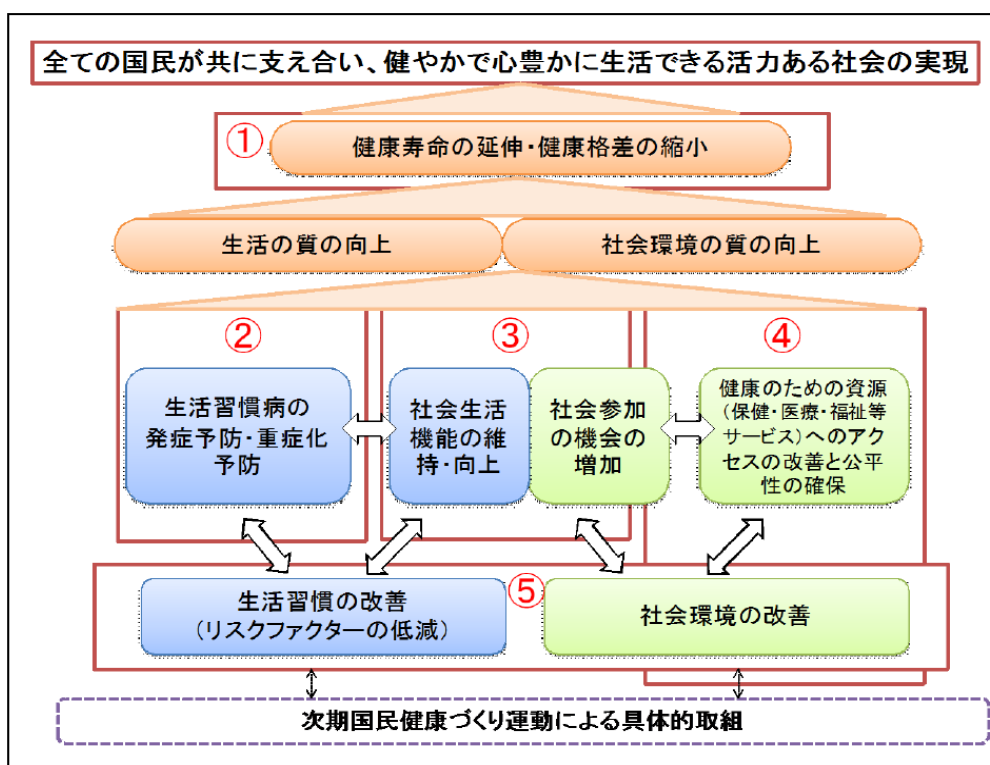 全ての国民が共に支え合い、健やかで心豊かに生活できる活力ある社会の実現
①
健康寿命の延伸・健康格差の縮小
生活の質の向上
社会環境の質の向上
②
③
④
生活習慣病の
発症予防・重症化
予防
社会生活
機能の維
持・向上
社会参加
の機会の
増加
健康のための資源
(保健・医療・福祉等
サービス)へのアク
セスの改善と公平
性の確保
⑤
生活習慣の改善
(リスクファクターの低減)
社会環境の改善
次期国民健康づくり運動による具体的取組